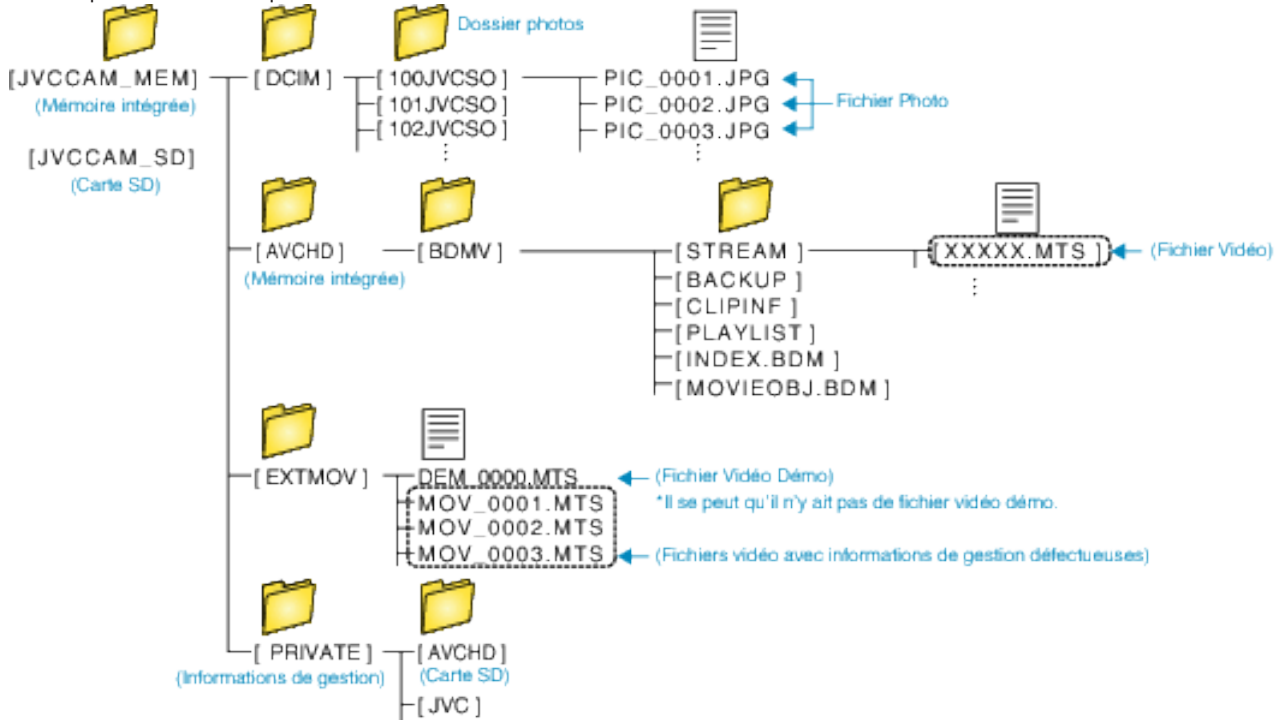 Dossier photos
[JVCCAM_MEM] [DCIM] [100JVCSO] PIC_0001.JPG
(Mémoire intégrée) [101JVCSO] PIC_0002.JPG Fichier Photo
[102JVCSO] PIC_0003.JPG
[JVCCAM_SD]
(Carte SD)
[AVCHD] [BDMV] [STREAM] [XXXXX.MTS] (Fichier Vidéo)
(Mémoire intégrée) [BACKUP]
[CLIPINF]
[PLAYLIST]
[INDEX.BDM]
[MOVIEOBJ.BDM]
[EXTMOV] DEM_0000.MTS (Fichier Vidéo Démo)
MOV_0001.MTS *Il se peut qu'il n'y ait pas de fichier vidéo démo.
MOV_0002.MTS
MOV_0003.MTS (Fichiers vidéo avec informations de gestion défectueuses)
[PRIVATE] [AVCHD]
(Informations de gestion) (Carte SD)
[JVC]